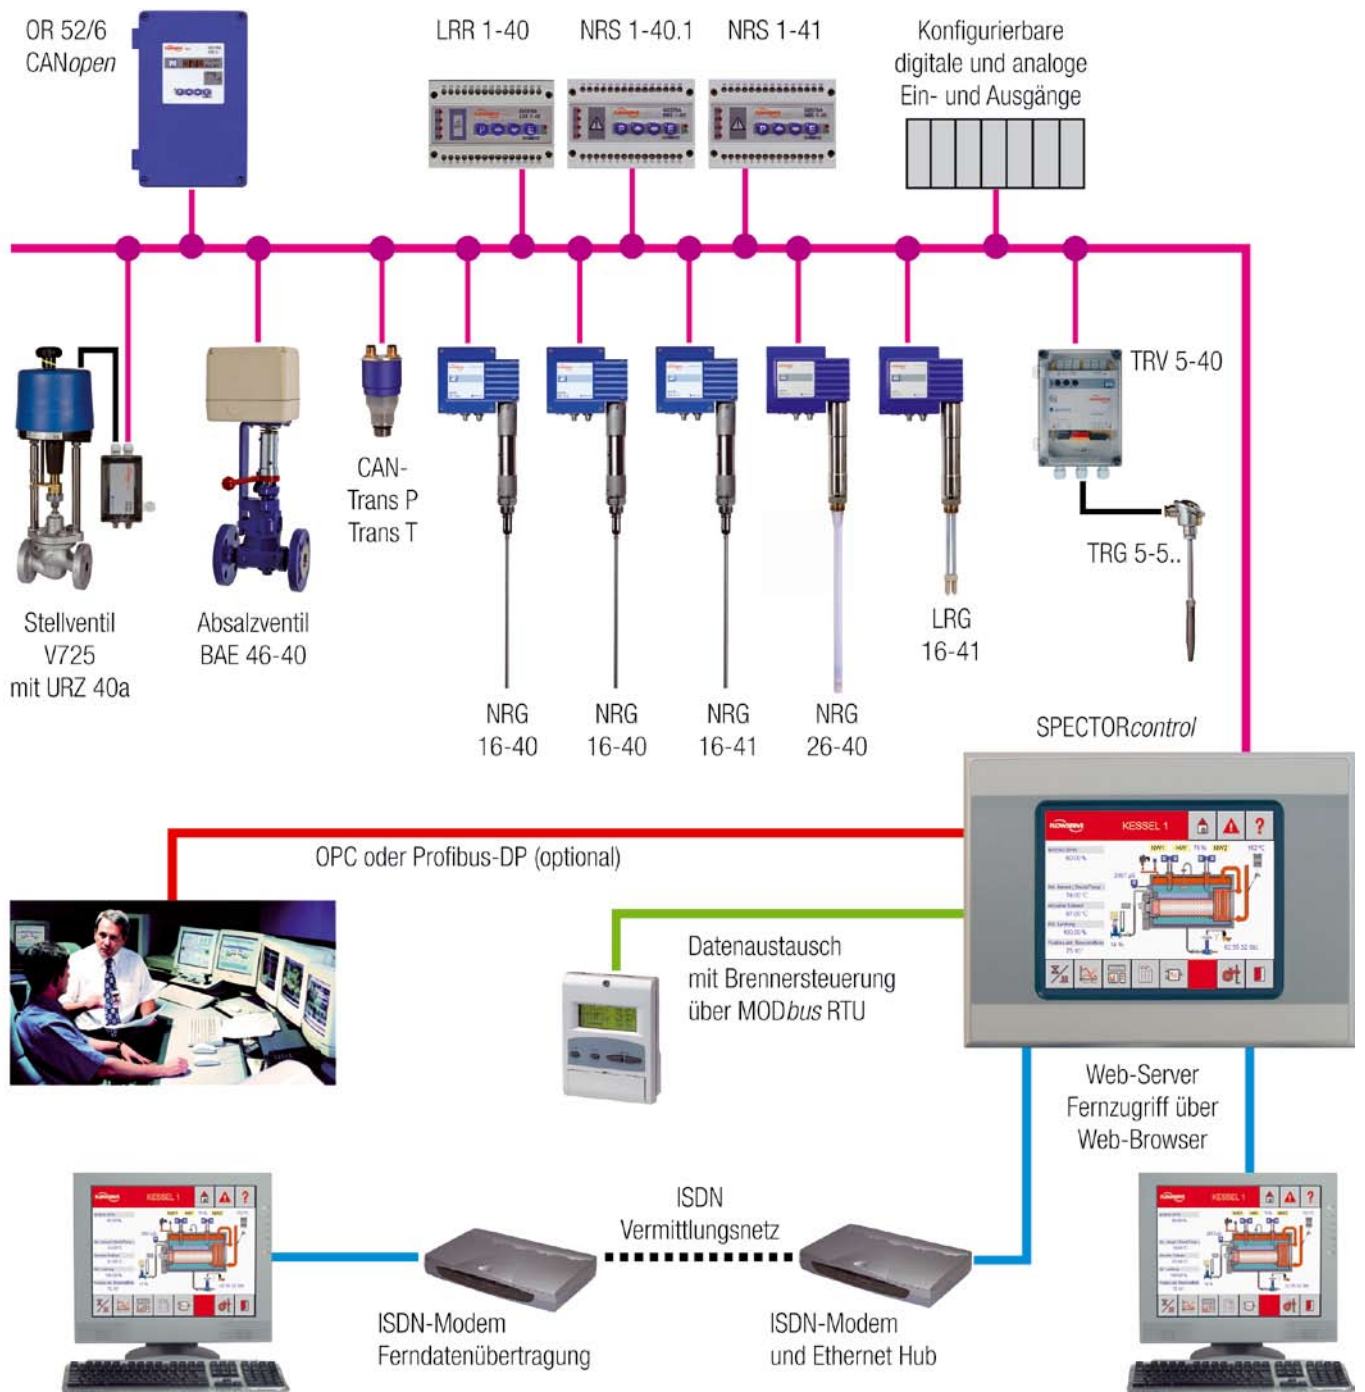 OR 52/6
CANopen
LRR 1-40
NRS 1-40.1
NRS 1-41
Konfigurierbare
digitale und analoge
Ein- und Ausgänge
TRV 5-40
TRG 5-5..
CAN-
Trans P
Trans T
Stellventil
V725
mit URZ 40a
Absalzventil
BAE 46-40
LRG
16-41
NRG
16-40
NRG
16-40
NRG
16-41
NRG
26-40
SPECTORcontrol
FLOWSERVE
KESSEL 1
?
OPC oder Profibus-DP (optional)
Datenaustausch
mit Brennersteuerung
über MODbus RTU
Web-Server
Fernzugriff über
Web-Browser
KESSEL 1
?
ISDN
Vermittlungsnetz
KESSEL 1
?
ISDN-Modem
Ferndatenübertragung
ISDN-Modem
und Ethernet Hub